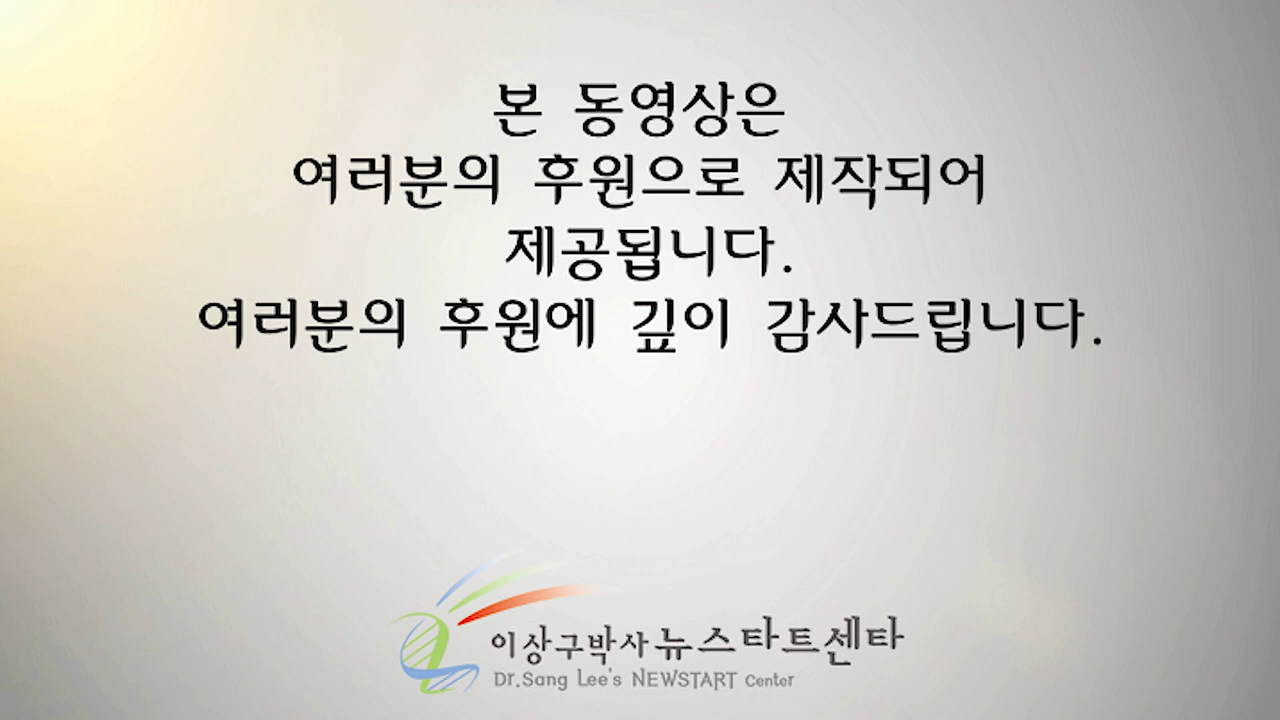 본 동영상은
여러분의 후원으로 제작되어
제공됩니다.
여러분의 후원에 깊이 감사드립니다.
이상구박사 뉴스타트센타
Dr.Sang Lee's NEWSTART Center